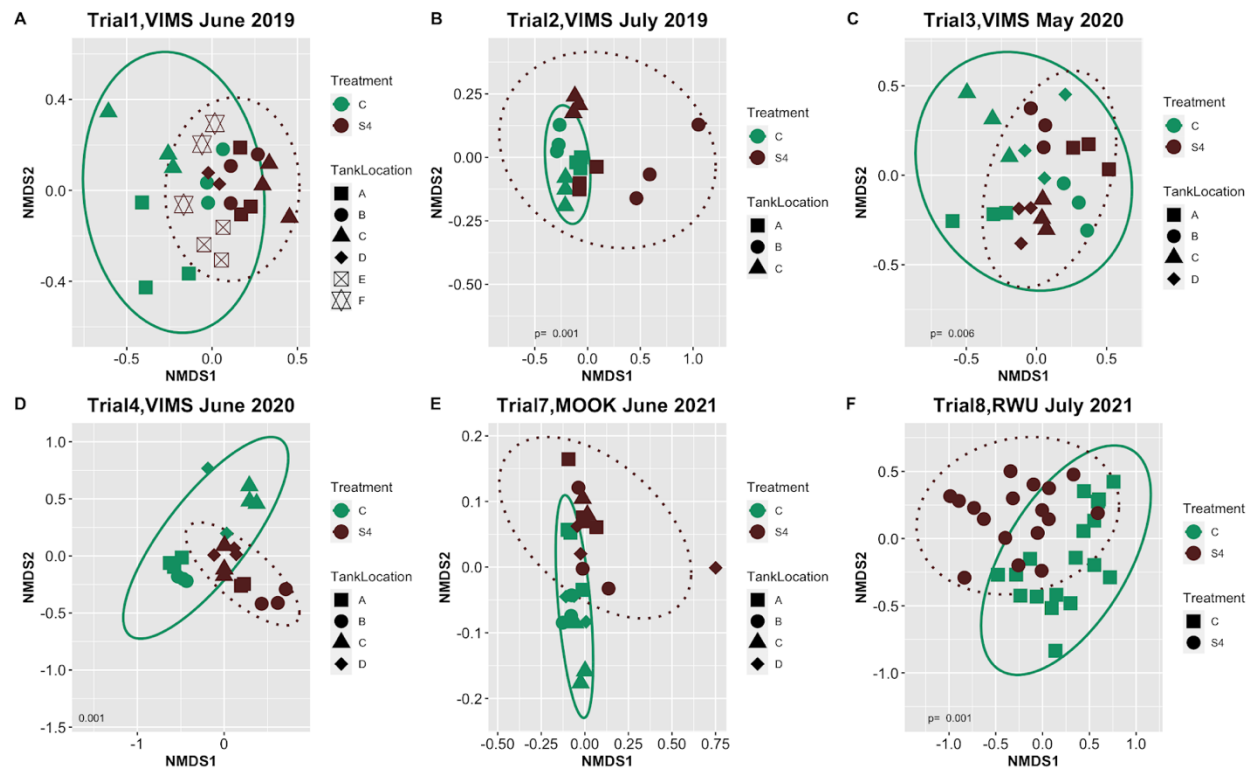 A
Trial1,VIMS June 2019
NMDS2
0.4
0.0
-0.4
-0.5
0.0
0.5
NMDS1
Treatment
C
S4
TankLocation
A
B
C
D
E
F
B
Trial2,VIMS July 2019
NMDS2
0.25
0.00
-0.25
-0.50
p= 0.001
-0.5
0.0
0.5
1.0
NMDS1
Treatment
C
S4
TankLocation
A
B
C
C
Trial3,VIMS May 2020
NMDS2
0.5
0.0
-0.5
p= 0.006
-0.5
0.0
0.5
NMDS1
Treatment
C
S4
TankLocation
A
B
C
D
D
Trial4,VIMS June 2020
NMDS2
1.0
0.5
0.0
-0.5
-1.0
-1.5
0.001
-1
0
NMDS1
Treatment
C
S4
TankLocation
A
B
C
D
E
Trial7,MOOK June 2021
NMDS2
0.2
0.1
0.0
-0.1
-0.2
-0.50
-0.25
0.00
0.25
0.50
0.75
NMDS1
Treatment
C
S4
TankLocation
A
B
C
D
F
Trial8,RWU July 2021
NMDS2
0.5
0.0
-0.5
-1.0
p= 0.001
-1.0
-0.5
0.0
0.5
1.0
NMDS1
Treatment
C
S4
Treatment
C
S4